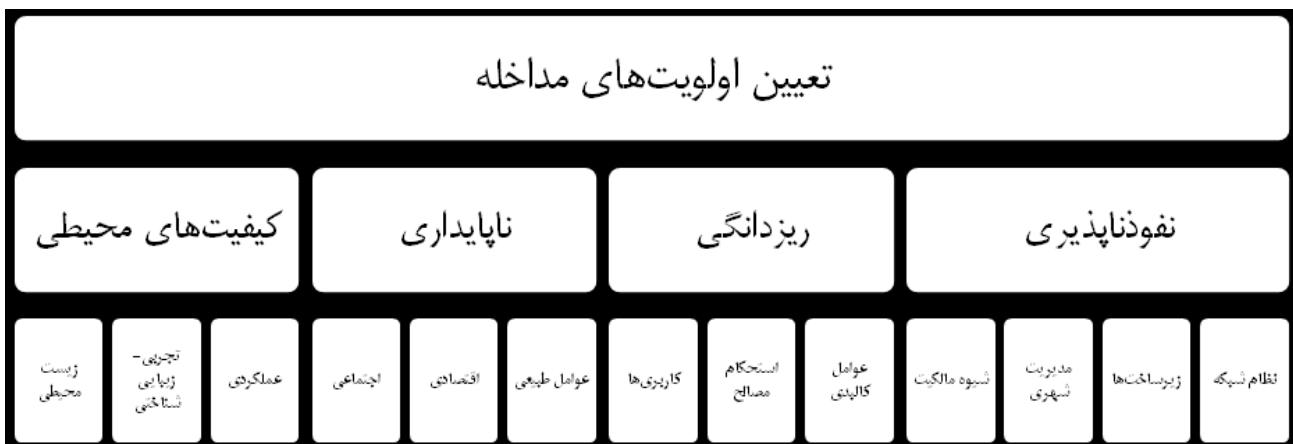 تعیین اولویت‌های مداخله
نفوذناپذیری
ریزدانگی
ناپایداری
کیفیت‌های محیطی
نظام شبکه
زیرساخت‌ها
مدیریت
شهری
شیوه مالکیت
عوامل
کالبدی
استحکام
مصالح
کاربری‌ها
عوامل طبیعی
اقتصادی
اجتماعی
عملکردی
تجربی-
زیبایی
شناختی
زیست
محیطی